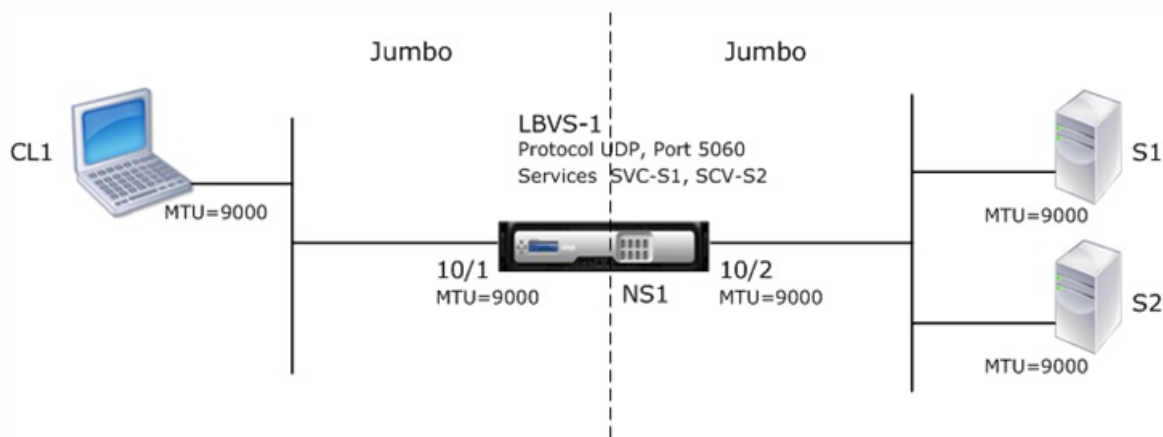 Jumbo
Jumbo
CL1
MTU=9000
LBVS-1
Protocol UDP, Port 5060
Services SVC-S1, SCV-S2
10/1
MTU=9000
NS1
10/2
MTU=9000
S1
MTU=9000
S2
MTU=9000